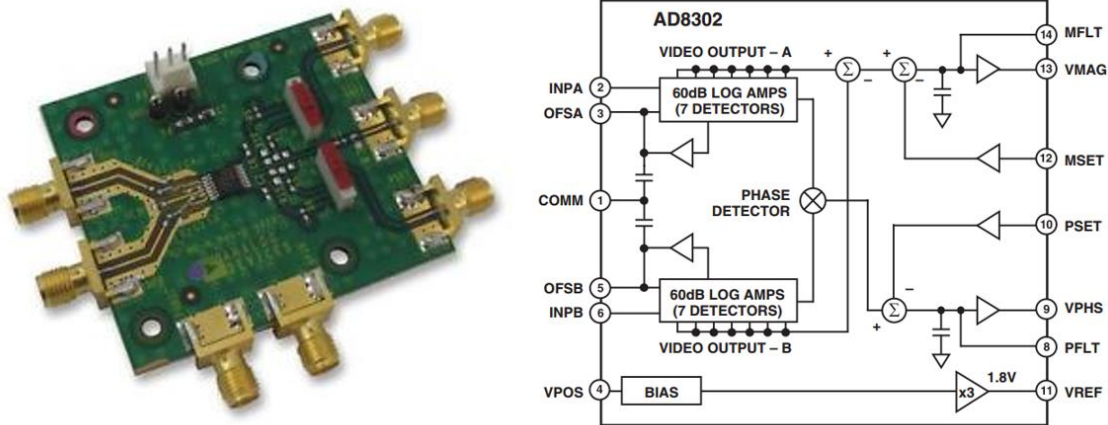 AD8302
MFLT
14
VIDEO OUTPUT – A
+
+
Σ
–
Σ
–
13
VMAG
INPA
2
60dB LOG AMPS
(7 DETECTORS)
OFSA
3
12
MSET
COMM
1
PHASE
DETECTOR
10
PSET
OFSB
5
60dB LOG AMPS
(7 DETECTORS)
–
Σ
+
9
VPHS
INPB
6
VIDEO OUTPUT – B
8
PFLT
VPOS
4
BIAS
x3
1.8V
11
VREF